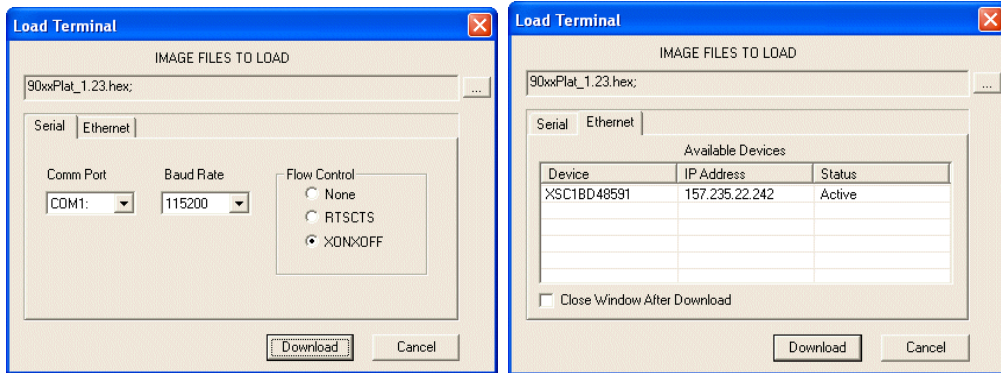 Load Terminal
IMAGE FILES TO LOAD
90xxPlat_1.23.hex;
...
Serial Ethernet
Comm Port Baud Rate Flow Control
None
COM1: 115200
RTSCTS
XONXOFF
Download Cancel
Load Terminal
IMAGE FILES TO LOAD
90xxPlat_1.23.hex;
...
Serial Ethernet
Available Devices
Device IP Address Status
XSC1BD48591 157.235.22.242 Active
Close Window After Download
Download Cancel